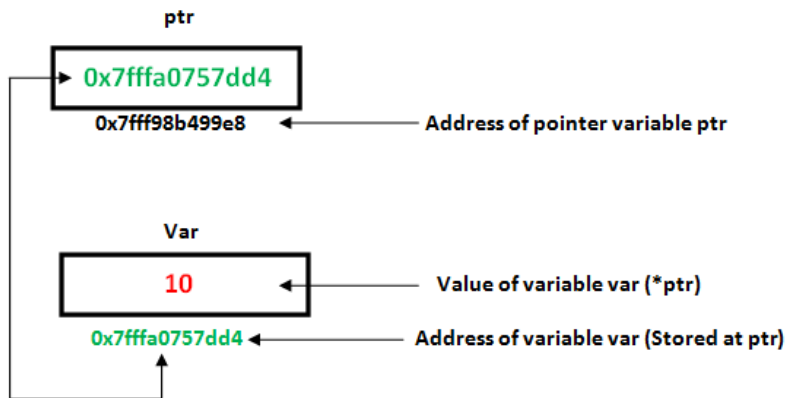 ptr
0x7fffa0757dd4
0x7fff98b499e8 Address of pointer variable ptr
Var
10 Value of variable var (*ptr)
0x7fffa0757dd4 Address of variable var (Stored at ptr)